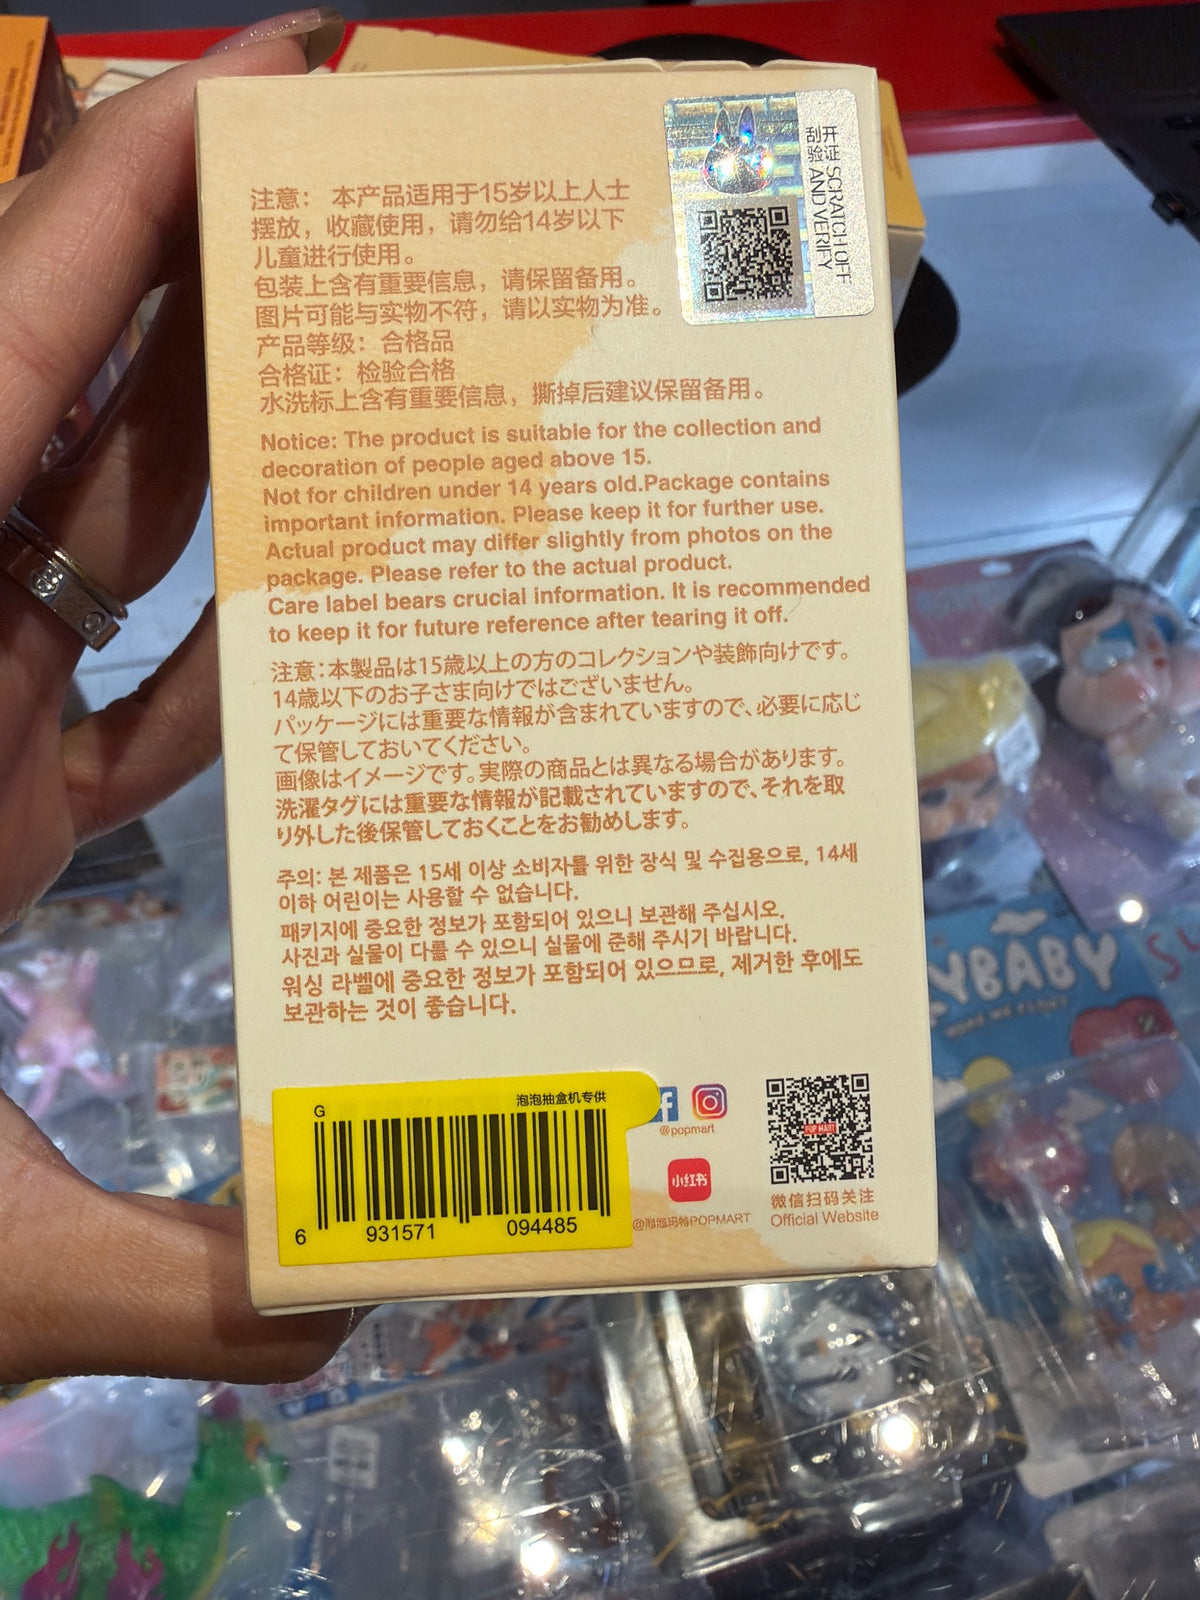 开证 SCRATCH OFF
刮验 AND VERIFY
注意： 本产品适用于15岁以上人士
摆放，收藏使用，请勿给14岁以下
儿童进行使用。
包装上含有重要信息，请保留备用。
图片可能与实物不符，请以实物为准。
产品等级：合格品
合格证：检验合格
水洗标上含有重要信息，撕掉后建议保留备用。
Notice: The product is suitable for the collection and
decoration of people aged above 15.
Not for children under 14 years old.Package contains
important information. Please keep it for further use.
Actual product may differ slightly from photos on the
package. Please refer to the actual product.
Care label bears crucial information. It is recommended
to keep it for future reference after tearing it off.
注意：本製品は15歳以上の方のコレクションや装飾向けです。
14歳以下のお子さま向けではございません。
パッケージには重要な情報が含まれていますので、必要に応じ
て保管しておいてください。
画像はイメージです。実際の商品とは異なる場合があります。
洗濯タグには重要な情報が記載されていますので、それを取
り外した後保管しておくことをお勧めします。
주의: 본 제품은 15세 이상 소비자를 위한 장식 및 수집용으로, 14세
이하 어린이는 사용할 수 없습니다.
패키지에 중요한 정보가 포함되어 있으니 보관해 주십시오.
사진과 실물이 다를 수 있으니 실물에 준해 주시기 바랍니다.
워싱 라벨에 중요한 정보가 포함되어 있으므로, 제거한 후에도
보관하는 것이 좋습니다.
泡泡抽盒机专供
G
6 931571 094485
f
@popmart
小红书
@泡泡玛特POPMART
POP MART
微信扫码关注
Official Website
YBABY